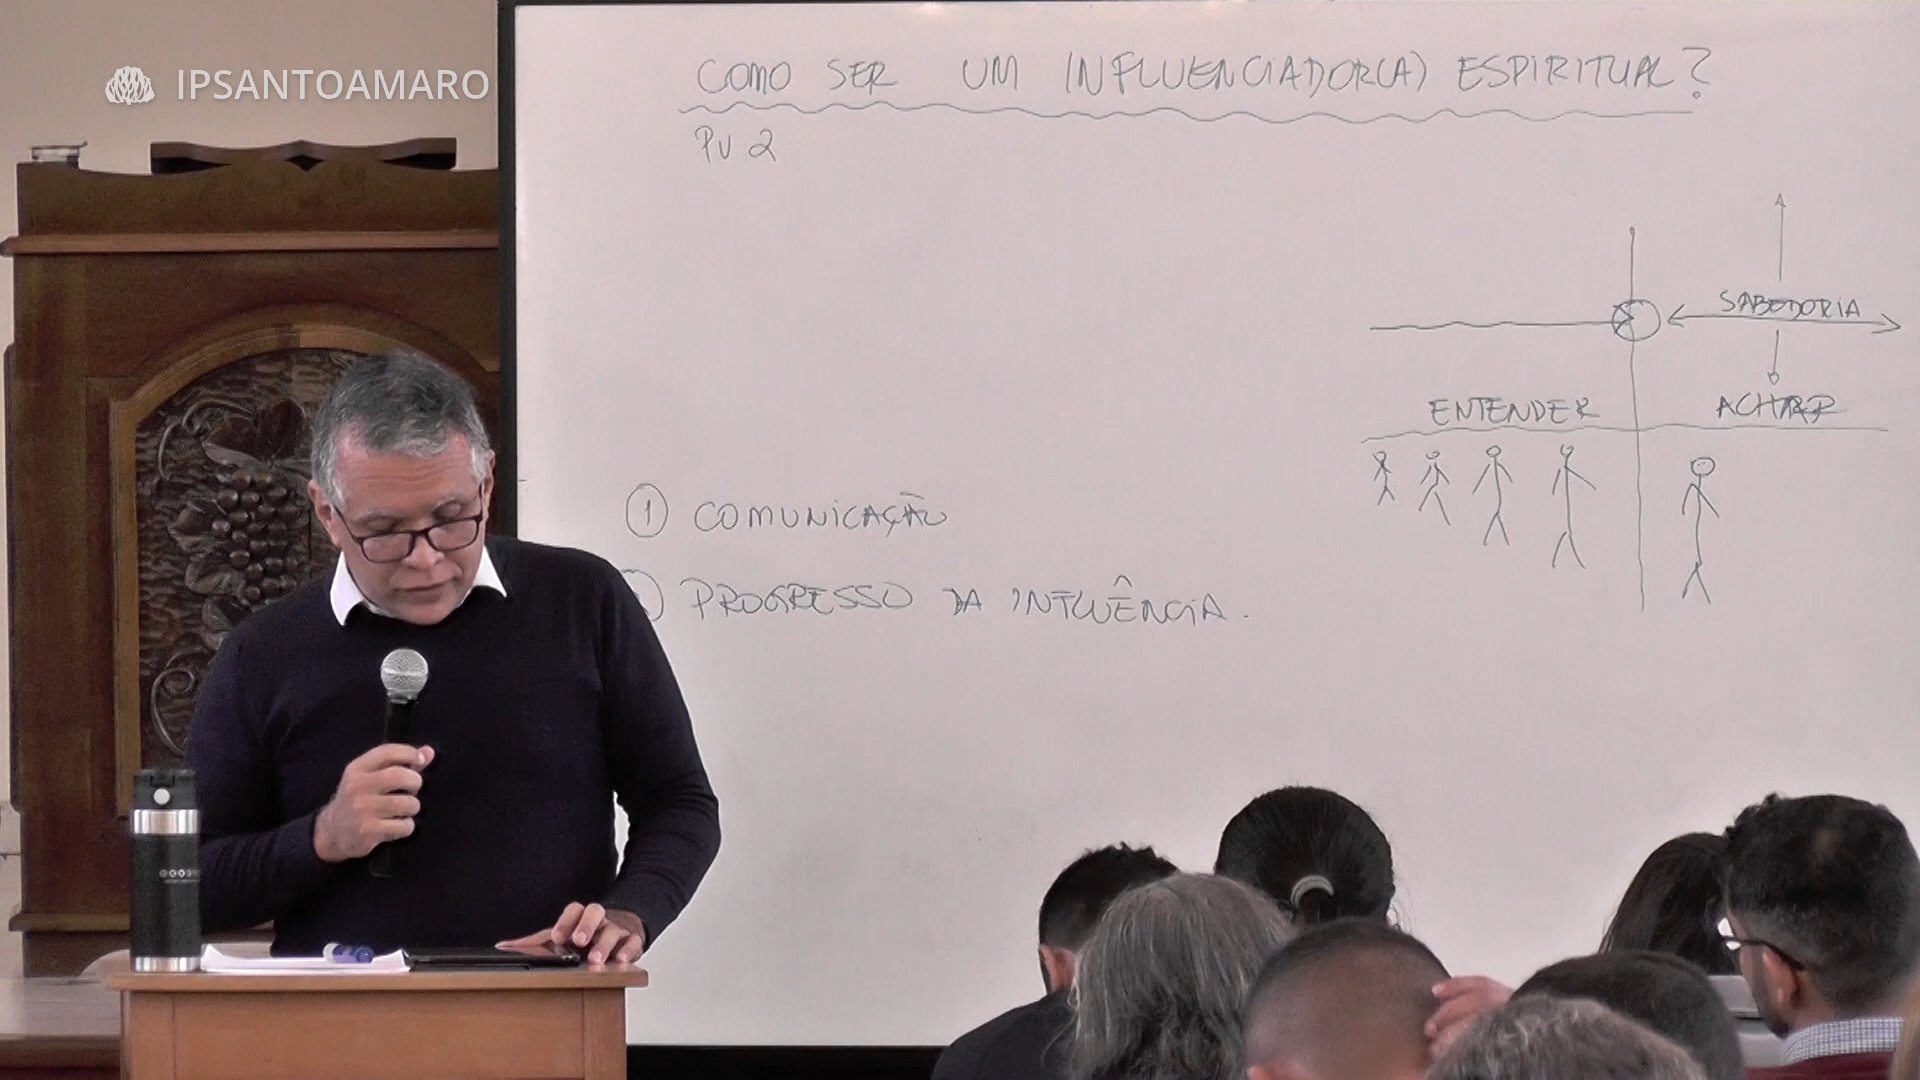 IPSANTOAMARO
COMO SER UM INFLUENCIADOR(A) ESPIRITUAL?
PV 2
SABEDORIA
ENTENDER ACHAR
1 COMUNICAÇÃO
PROGRESSO DA INFLUÊNCIA.